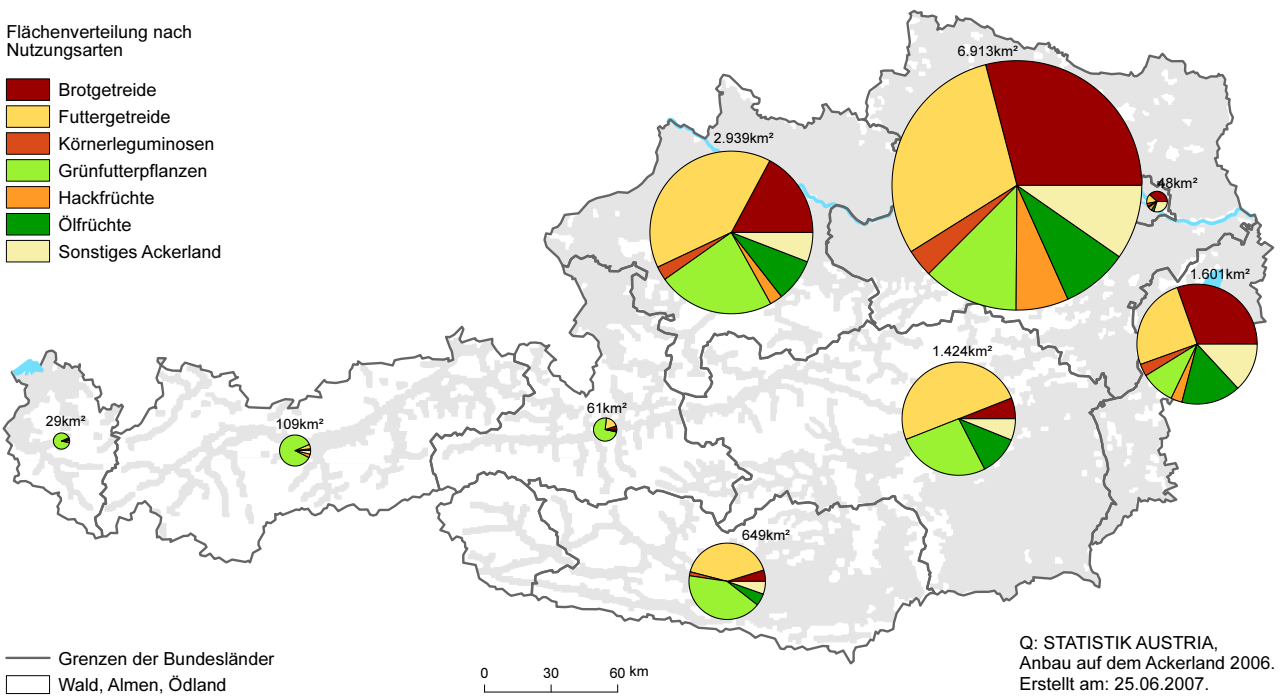 Flächenverteilung nach
Nutzungsarten
Brotgetreide
Futtergetreide
Körnerleguminosen
Grünfutterpflanzen
Hackfrüchte
Ölfrüchte
Sonstiges Ackerland
6.913km²
2.939km²
48km²
1.601km²
1.424km²
61km²
29km²
109km²
649km²
Grenzen der Bundesländer
Wald, Almen, Ödland
0 30 60 km
Q: STATISTIK AUSTRIA,
Anbau auf dem Ackerland 2006.
Erstellt am: 25.06.2007.